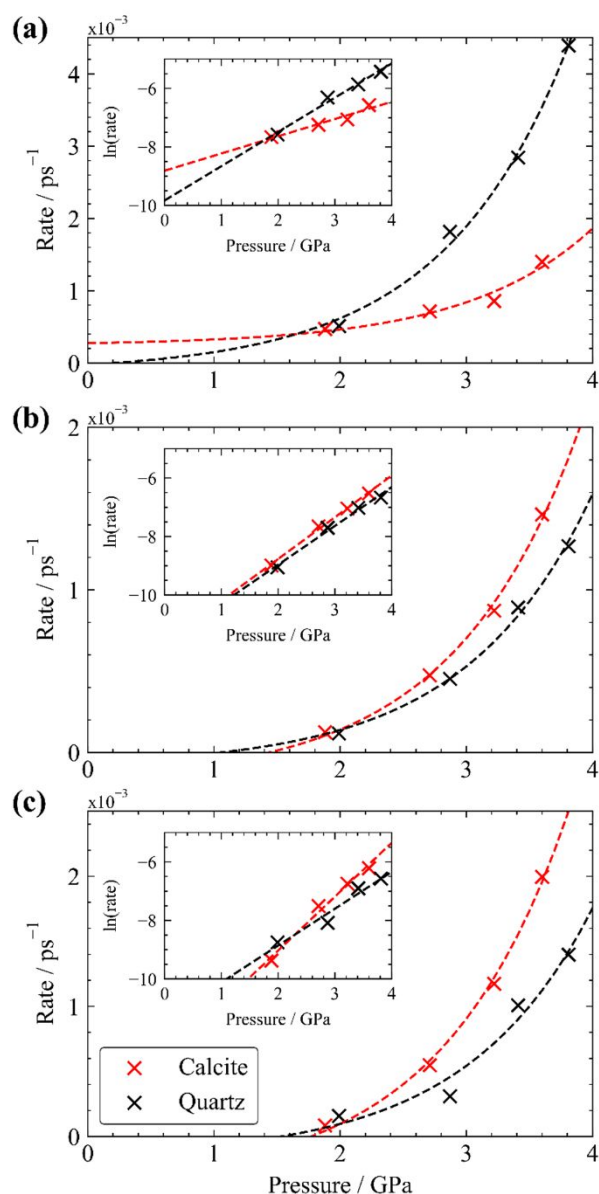 (a)
x10⁻³
4
3
2
1
0
Rate / ps⁻¹
0 1 2 3 4
−6
−8
−10
ln(rate)
0 1 2 3 4
Pressure / GPa
(b)
x10⁻³
2
1
0
Rate / ps⁻¹
0 1 2 3 4
−6
−8
−10
ln(rate)
0 1 2 3 4
Pressure / GPa
(c)
x10⁻³
2
1
0
Rate / ps⁻¹
−6
−8
−10
ln(rate)
0 1 2 3 4
Pressure / GPa
Calcite
Quartz
0 1 2 3 4
Pressure / GPa